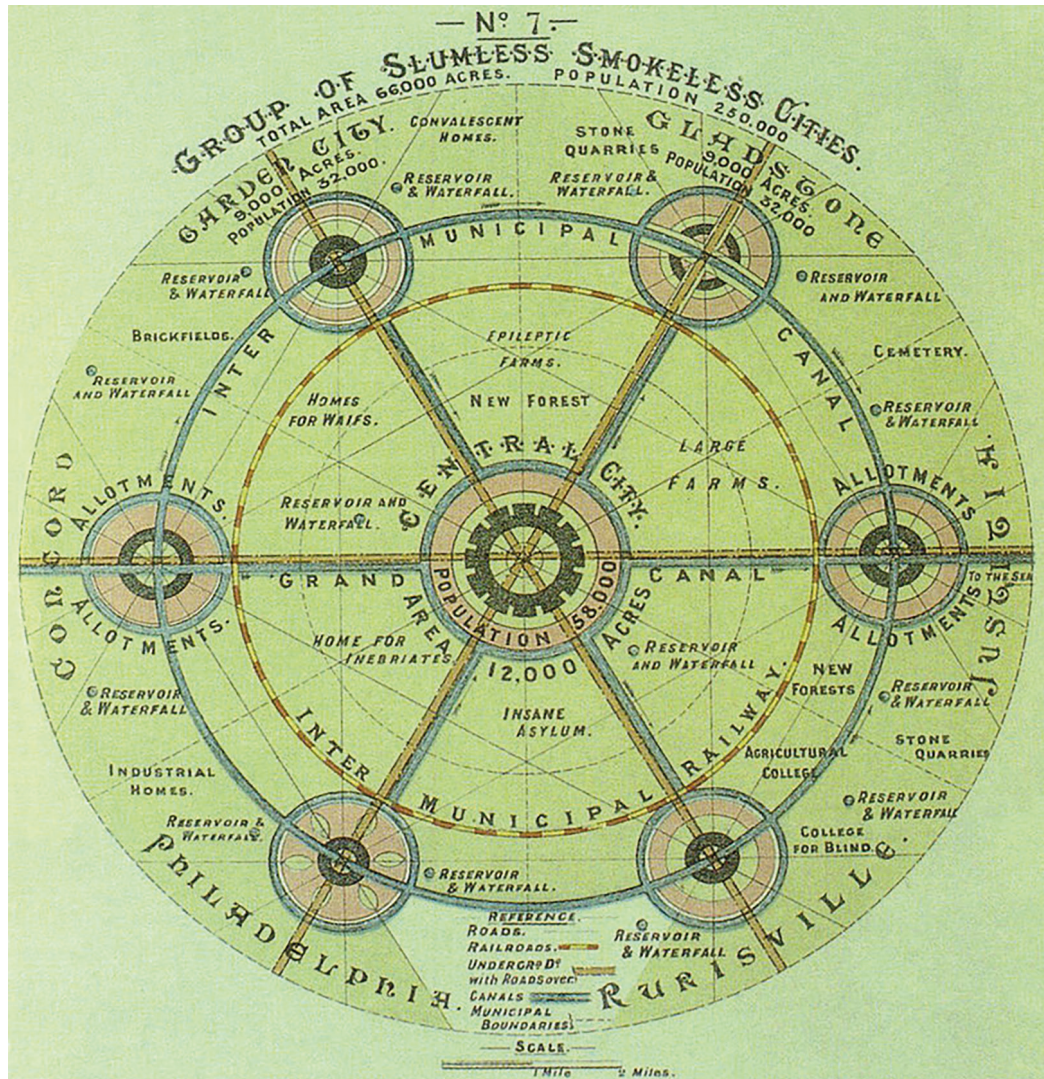 — Nº 7. —
GROUP OF SLUMLESS SMOKELESS CITIES.
TOTAL AREA 66,000 ACRES. POPULATION 250,000
GARDEN CITY.
9,000 ACRES.
POPULATION 32,000.
CONVALESCENT
HOMES.
STONE
QUARRIES
GLADSTONE
9,000 ACRES.
POPULATION
32,000
RESERVOIR
& WATERFALL.
RESERVOIR &
WATERFALL.
INTER MUNICIPAL CANAL
RESERVOIR
& WATERFALL
RESERVOIR
AND WATERFALL
BRICKFIELDS.
EPILEPTIC
FARMS.
CEMETERY.
RESERVOIR
AND WATERFALL
HOMES
FOR WAIFS.
NEW FOREST
RESERVOIR
& WATERFALL
LARGE
FARMS.
CENTRAL CITY.
CONCORD
ALLOTMENTS.
RESERVOIR AND
WATERFALL.
ALLOTMENTS
JUSTITIA
GRAND CANAL
TO THE SEA
POPULATION 58,000
AREA 12,000 ACRES
ALLOTMENTS.
ALLOTMENTS
HOME FOR
INEBRIATES.
RESERVOIR
AND WATERFALL
RESERVOIR
& WATERFALL
NEW
FORESTS
RESERVOIR
& WATERFALL
INSANE
ASYLUM.
STONE
QUARRIES
AGRICULTURAL
COLLEGE
INTER MUNICIPAL RAILWAY.
INDUSTRIAL
HOMES.
RESERVOIR
& WATERFALL
RESERVOIR &
WATERFALL.
COLLEGE
FOR BLIND.
RESERVOIR
& WATERFALL.
PHILADELPHIA.
RURISVILLE.
REFERENCE.
ROADS.
RAILROADS.
UNDERGRD Do
with ROADS over
CANALS
MUNICIPAL
BOUNDARIES
RESERVOIR
& WATERFALL
— SCALE. —
1 Mile 2 Miles.